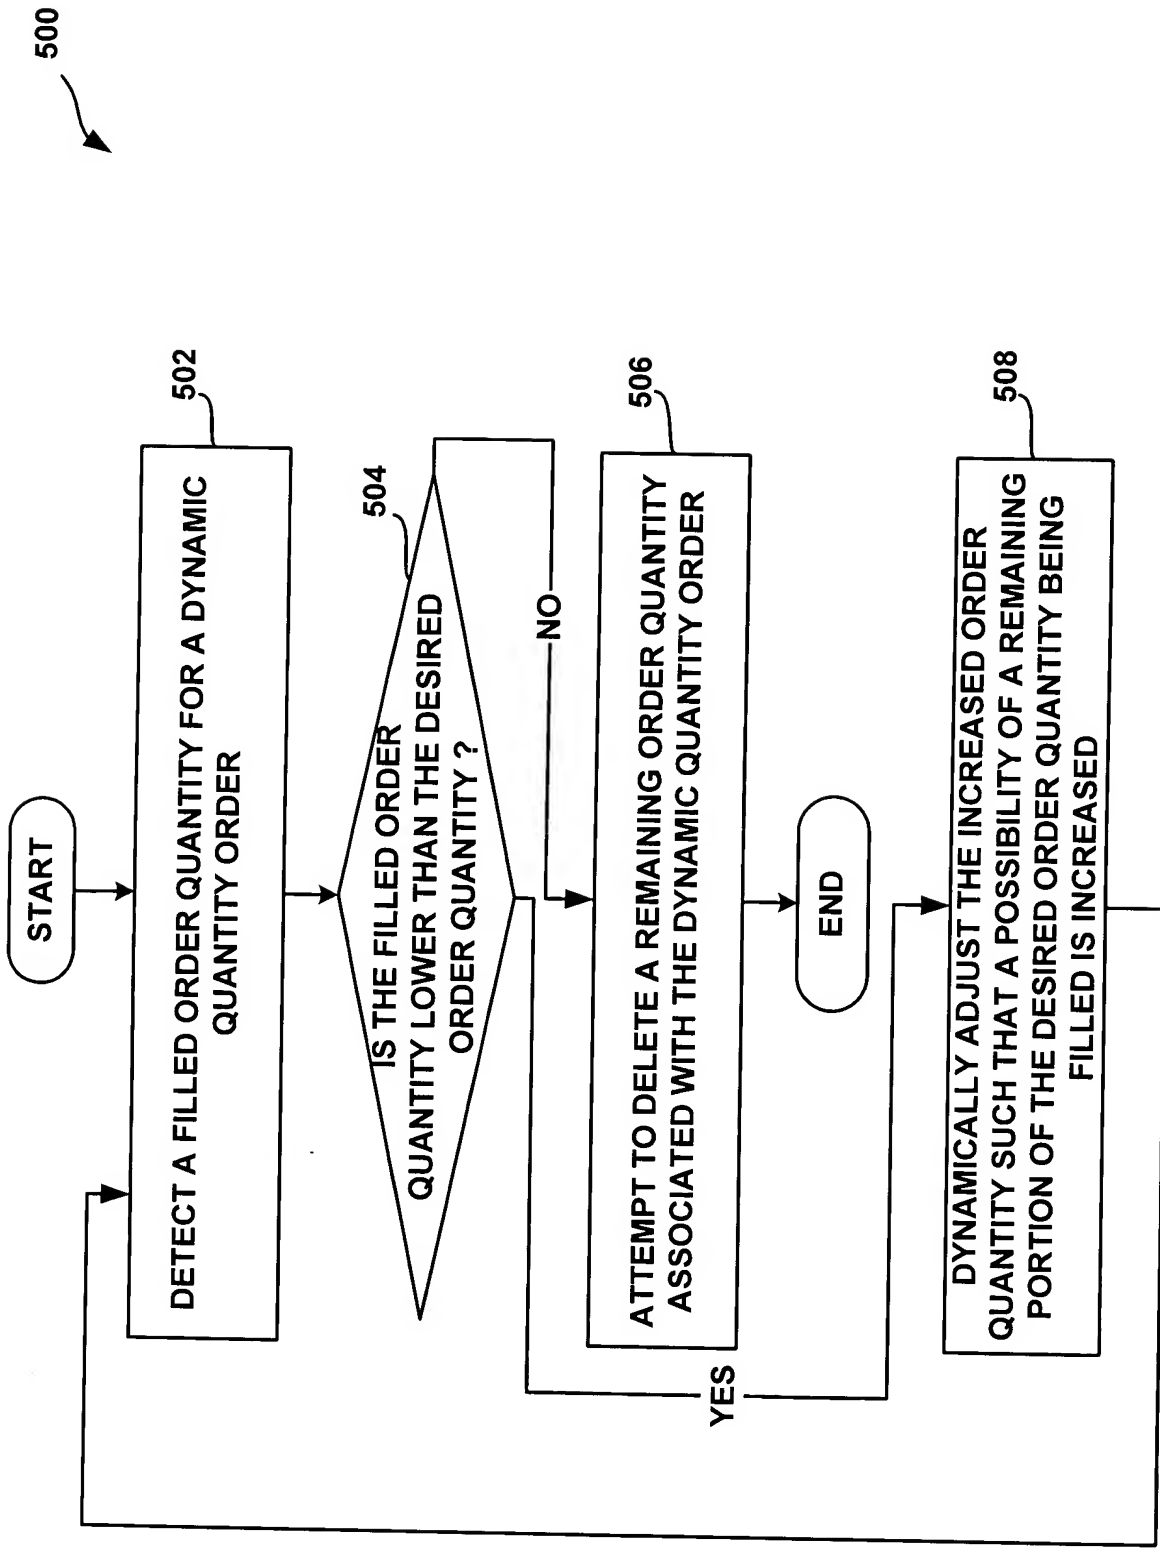 500
START
502
DETECT A FILLED ORDER QUANTITY FOR A DYNAMIC
QUANTITY ORDER
504
IS THE FILLED ORDER
QUANTITY LOWER THAN THE DESIRED
ORDER QUANTITY ?
NO
506
ATTEMPT TO DELETE A REMAINING ORDER QUANTITY
ASSOCIATED WITH THE DYNAMIC QUANTITY ORDER
END
YES
508
DYNAMICALLY ADJUST THE INCREASED ORDER
QUANTITY SUCH THAT A POSSIBILITY OF A REMAINING
PORTION OF THE DESIRED ORDER QUANTITY BEING
FILLED IS INCREASED